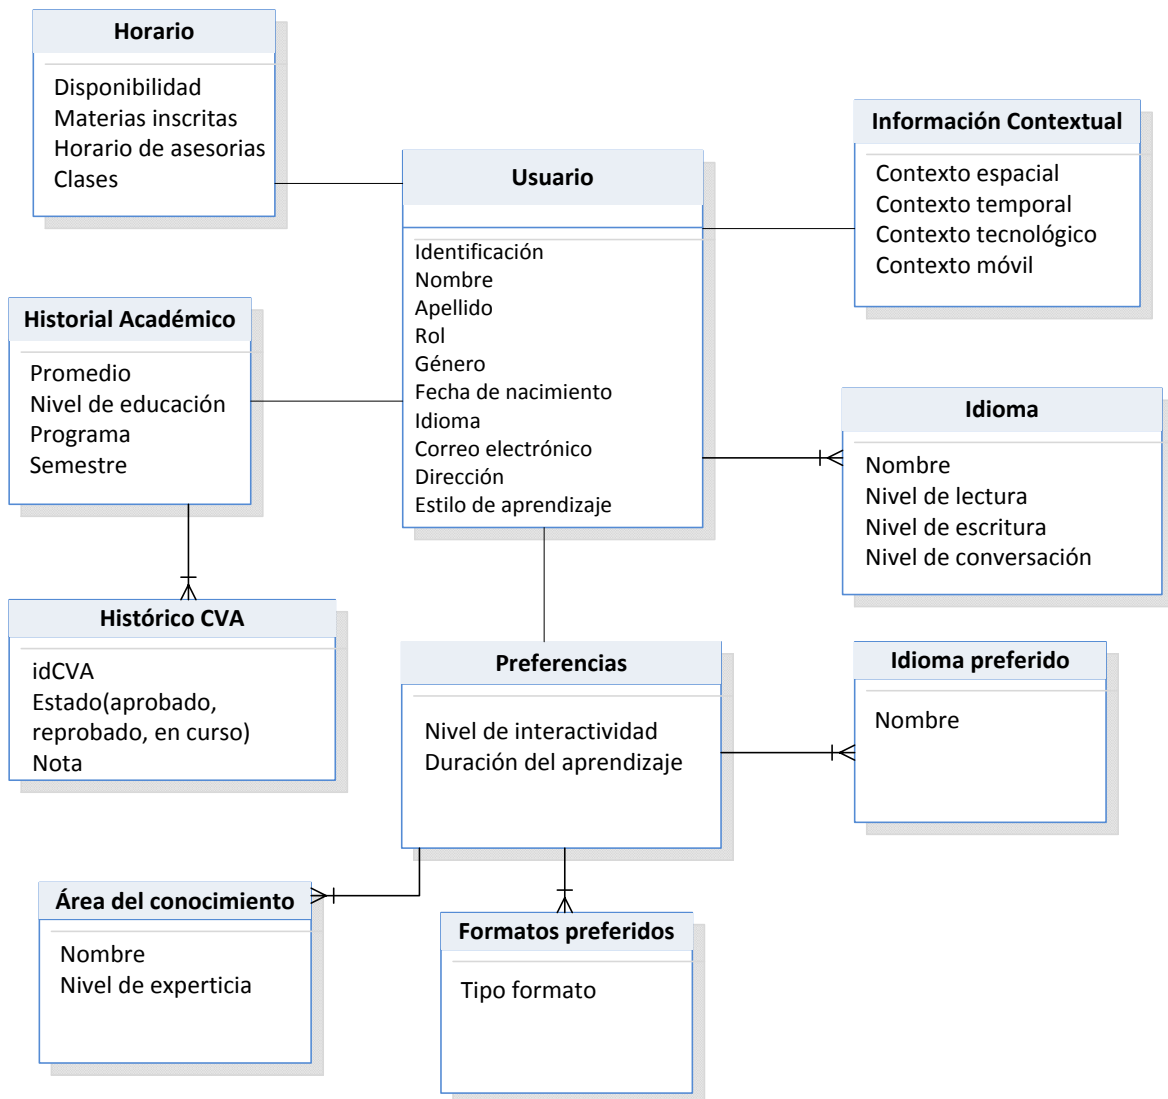 Horario
Disponibilidad
Materias inscritas
Horario de asesorias
Clases
Información Contextual
Contexto espacial
Contexto temporal
Contexto tecnológico
Contexto móvil
Usuario
Identificación
Nombre
Apellido
Rol
Género
Fecha de nacimiento
Idioma
Correo electrónico
Dirección
Estilo de aprendizaje
Historial Académico
Promedio
Nivel de educación
Programa
Semestre
Idioma
Nombre
Nivel de lectura
Nivel de escritura
Nivel de conversación
Histórico CVA
idCVA
Estado(aprobado,
reprobado, en curso)
Nota
Preferencias
Nivel de interactividad
Duración del aprendizaje
Idioma preferido
Nombre
Área del conocimiento
Nombre
Nivel de experticia
Formatos preferidos
Tipo formato